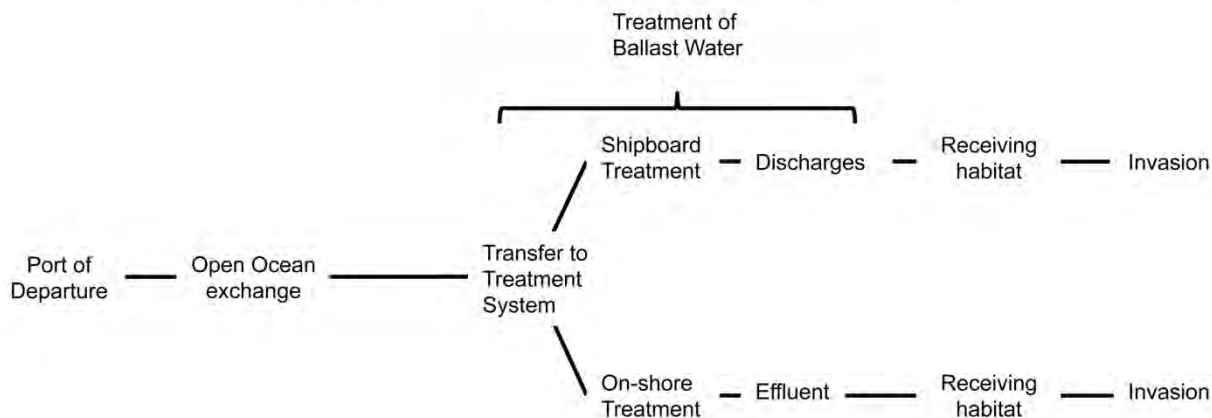 Treatment of
Ballast Water
Shipboard
Treatment
Discharges
Receiving
habitat
Invasion
Port of
Departure
Open Ocean
exchange
Transfer to
Treatment
System
On-shore
Treatment
Effluent
Receiving
habitat
Invasion